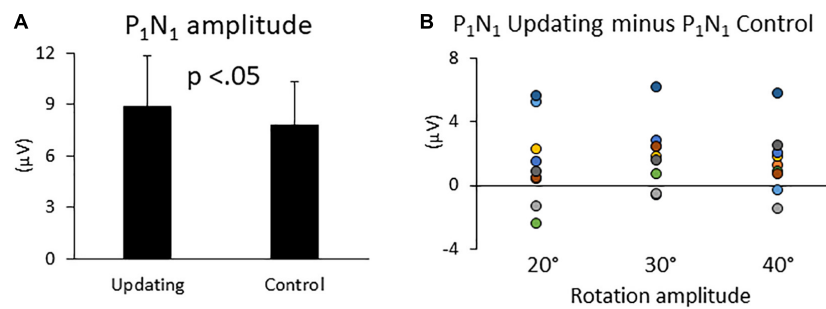 A
P₁N₁ amplitude
12
9
6
3
0
(μV)
p <.05
Updating
Control
B
P₁N₁ Updating minus P₁N₁ Control
8
4
0
-4
(μV)
20°
30°
40°
Rotation amplitude